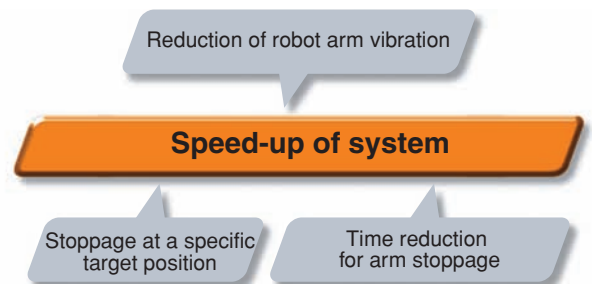 Reduction of robot arm vibration
Speed-up of system
Stoppage at a specific
target position
Time reduction
for arm stoppage